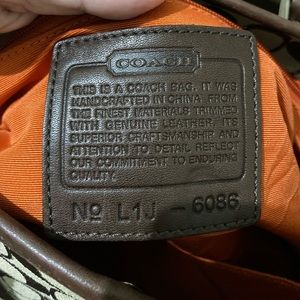 COACH
THIS IS A COACH BAG. IT WAS
HANDCRAFTED IN CHINA FROM
THE FINEST MATERIALS TRIMMED
WITH GENUINE LEATHER. ITS
SUPERIOR CRAFTSMANSHIP AND
ATTENTION TO DETAIL REFLECT
OUR COMMITMENT TO ENDURING
QUALITY.
Nº L1J - 6086